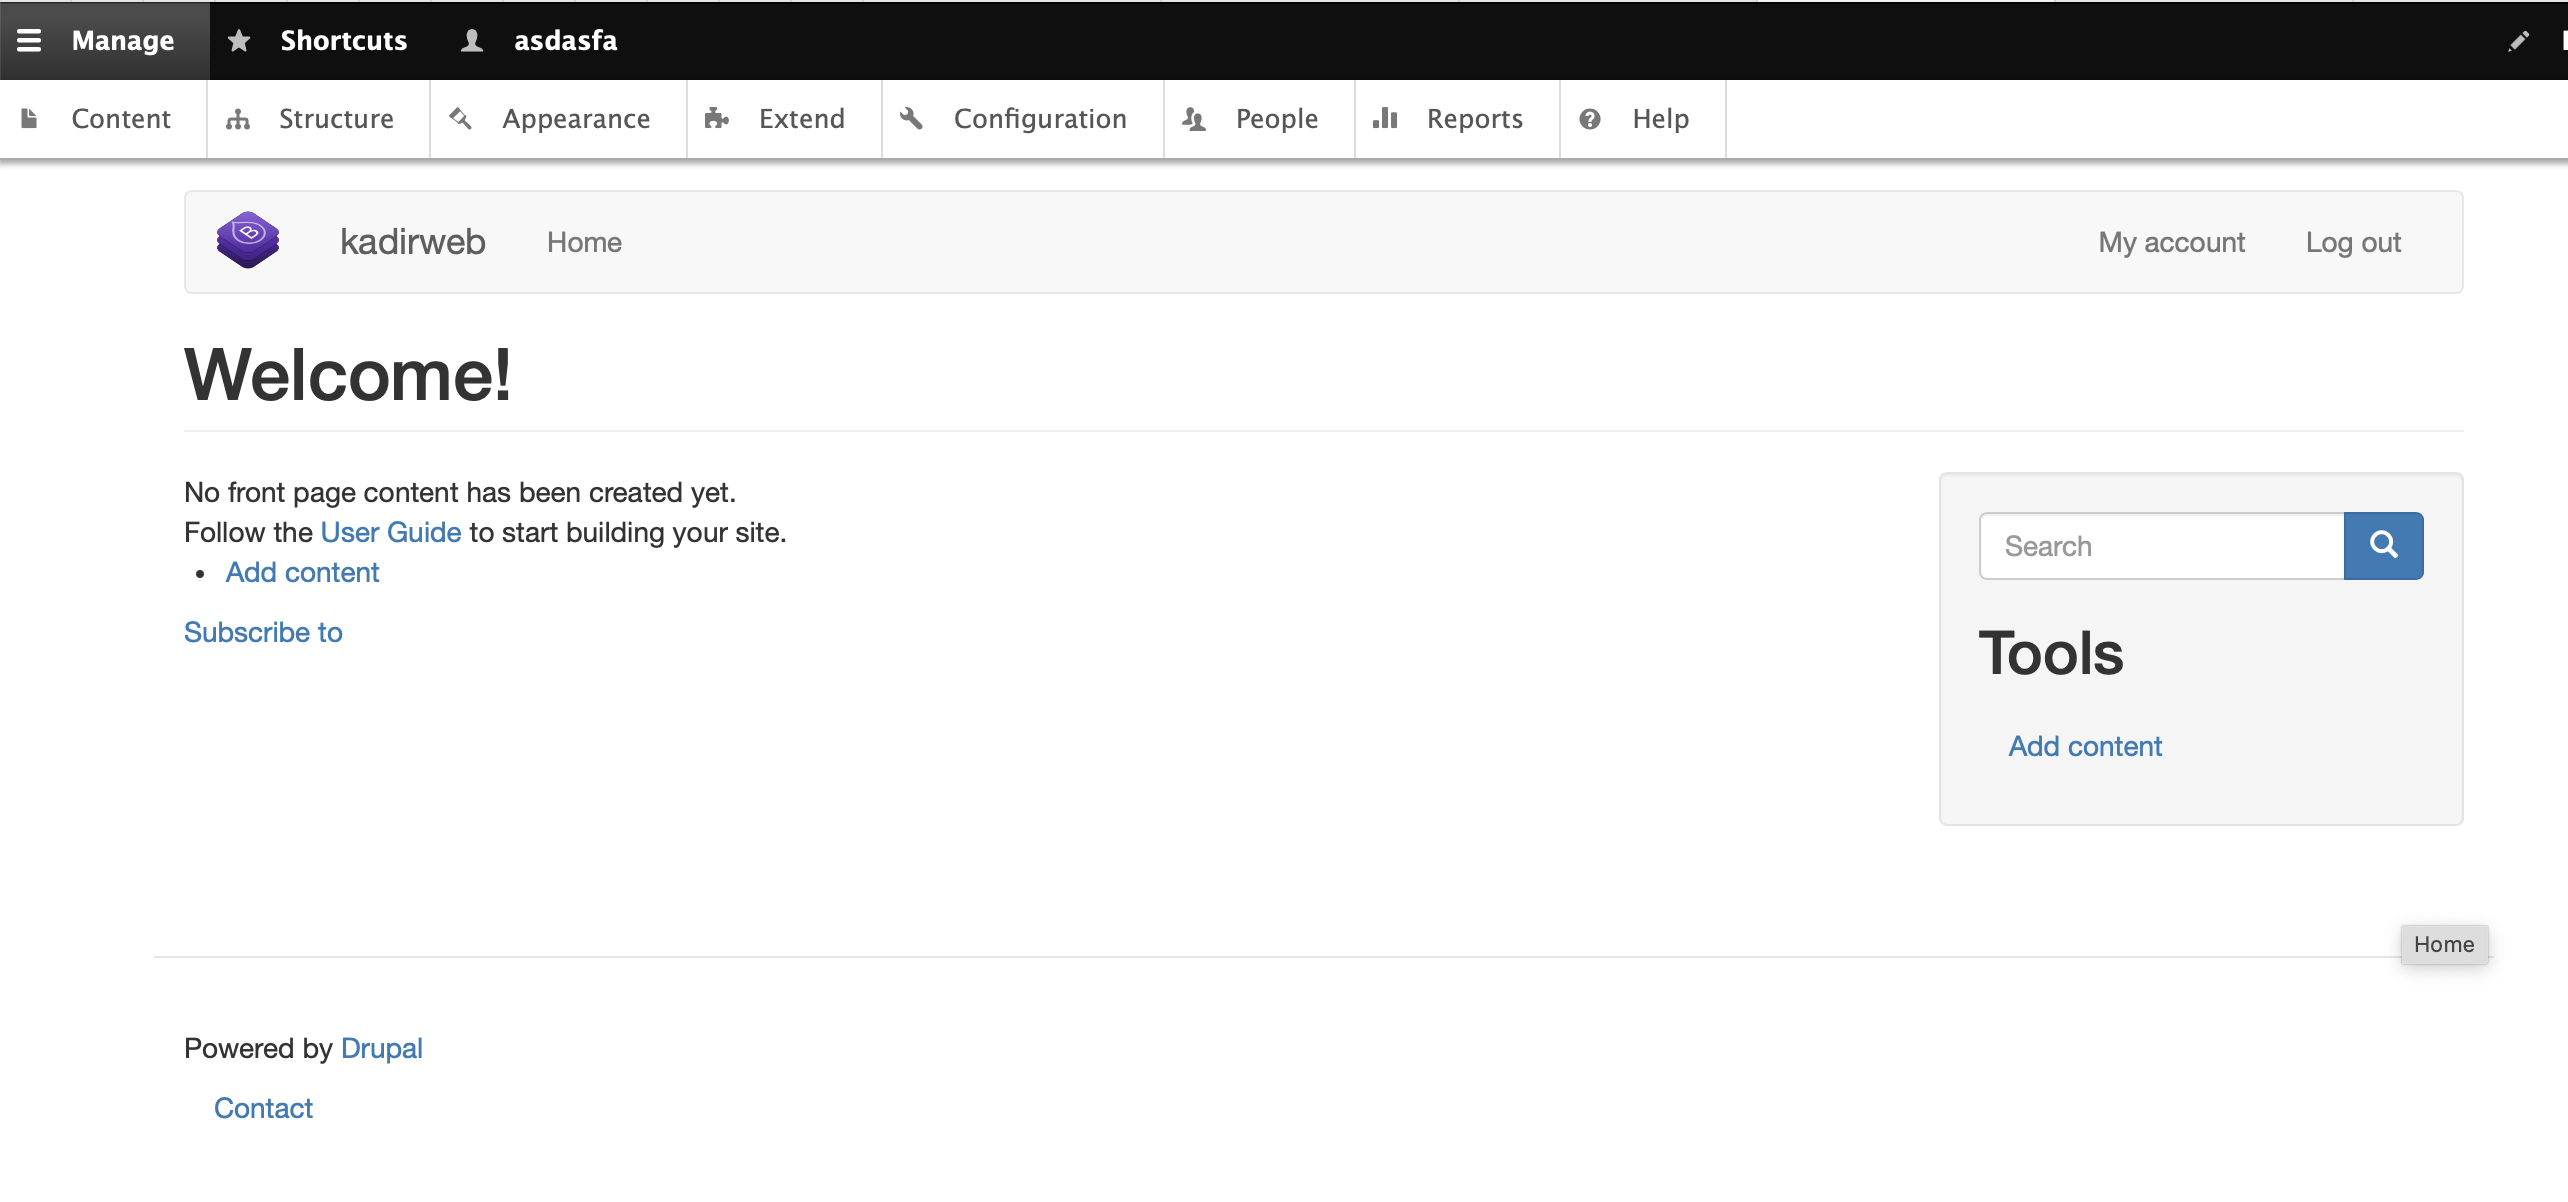 Manage Shortcuts asdasfa
Content Structure Appearance Extend Configuration People Reports Help
kadirweb Home My account Log out
Welcome!
No front page content has been created yet.
Follow the User Guide to start building your site.
Add content
Subscribe to
Search
Tools
Add content
Home
Powered by Drupal
Contact